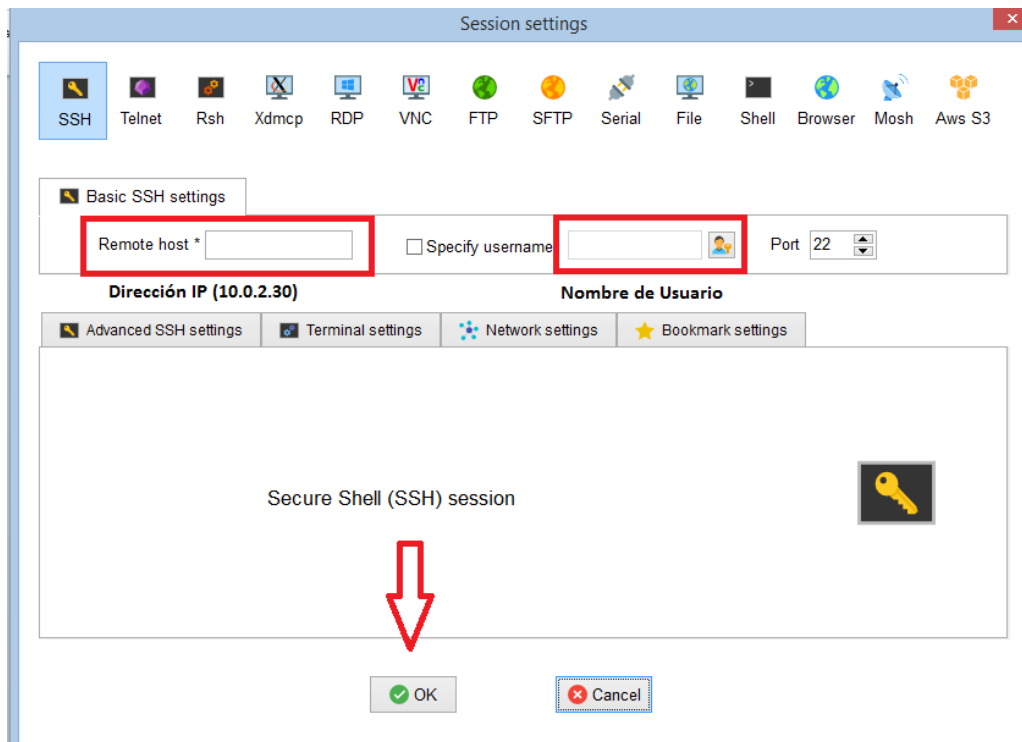 Session settings
SSH Telnet Rsh Xdmcp RDP VNC FTP SFTP Serial File Shell Browser Mosh Aws S3
Basic SSH settings
Remote host * Specify username Port 22
Dirección IP (10.0.2.30) Nombre de Usuario
Advanced SSH settings Terminal settings Network settings Bookmark settings
Secure Shell (SSH) session
OK Cancel